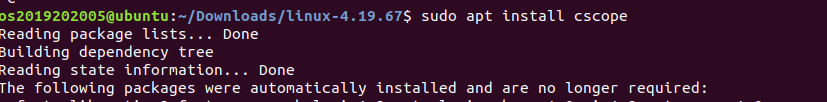 os2019202005@ubuntu:~/Downloads/linux-4.19.67$ sudo apt install cscope
Reading package lists... Done
Building dependency tree
Reading state information... Done
The following packages were automatically installed and are no longer required: